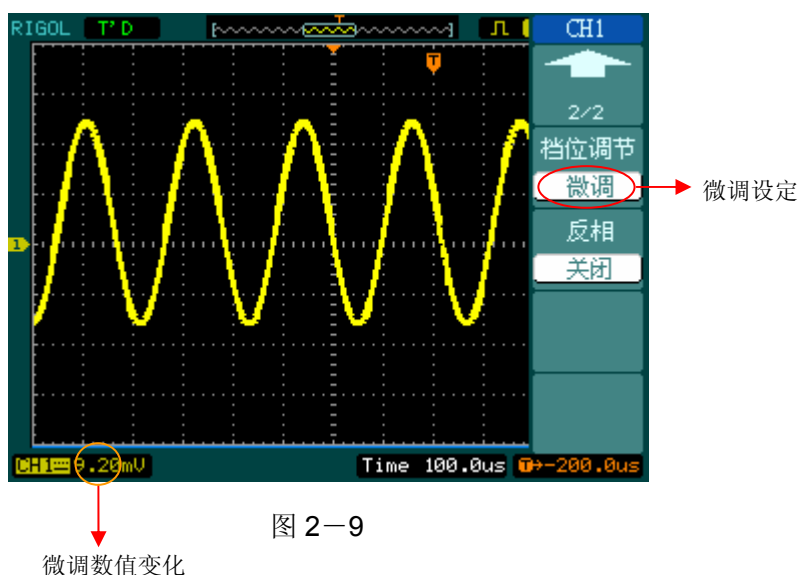 RIGOL T'D T CH1
T
2/2
档位调节
微调
微调设定
反相
1
关闭
CH1 9.20mV Time 100.0us T→-200.0us
图 2-9
微调数值变化